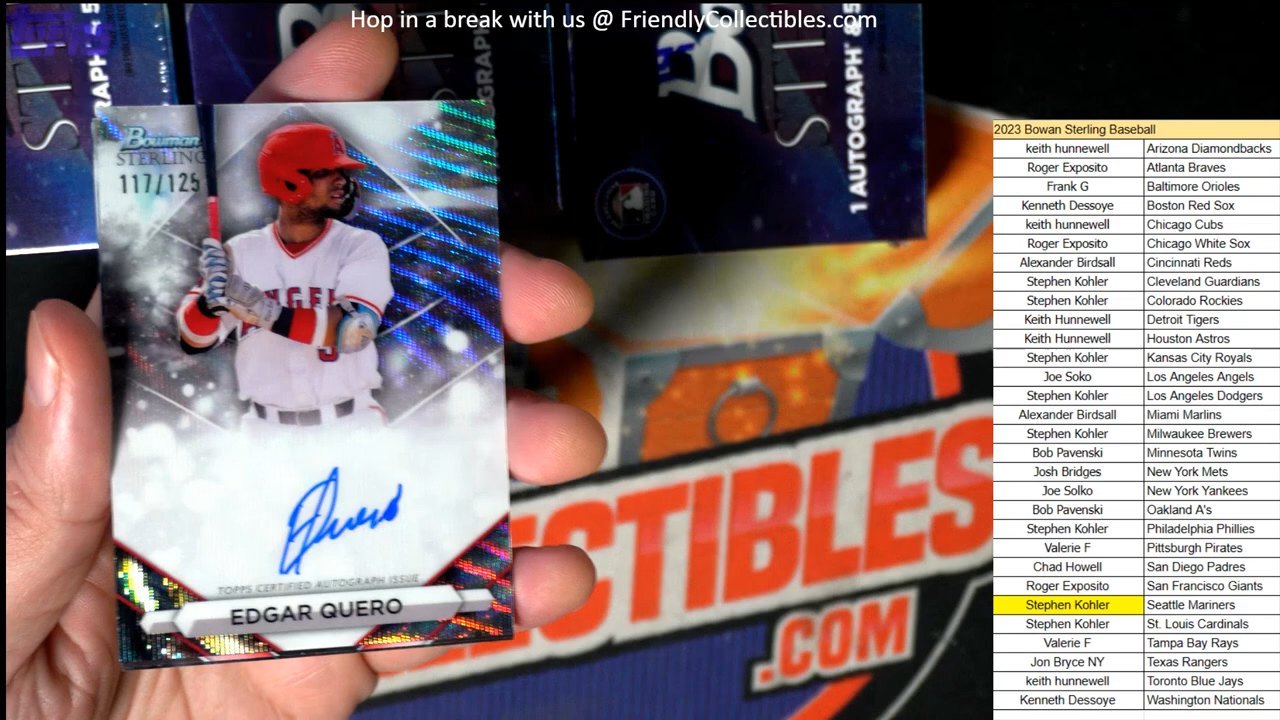 Hop in a break with us @ FriendlyCollectibles.com
Bowman
STERLING
117/125
ANGEL
TOPPS CERTIFIED AUTOGRAPH ISSUE
EDGAR QUERO
1 AUTOGRAPH
ECTIBLES
.COM
2023 Bowan Sterling Baseball
keith hunnewell Arizona Diamondbacks
Roger Exposito Atlanta Braves
Frank G Baltimore Orioles
Kenneth Dessoye Boston Red Sox
keith hunnewell Chicago Cubs
Roger Exposito Chicago White Sox
Alexander Birdsall Cincinnati Reds
Stephen Kohler Cleveland Guardians
Stephen Kohler Colorado Rockies
Keith Hunnewell Detroit Tigers
Keith Hunnewell Houston Astros
Stephen Kohler Kansas City Royals
Joe Soko Los Angeles Angels
Stephen Kohler Los Angeles Dodgers
Alexander Birdsall Miami Marlins
Stephen Kohler Milwaukee Brewers
Bob Pavenski Minnesota Twins
Josh Bridges New York Mets
Joe Solko New York Yankees
Bob Pavenski Oakland A's
Stephen Kohler Philadelphia Phillies
Valerie F Pittsburgh Pirates
Chad Howell San Diego Padres
Roger Exposito San Francisco Giants
Stephen Kohler Seattle Mariners
Stephen Kohler St. Louis Cardinals
Valerie F Tampa Bay Rays
Jon Bryce NY Texas Rangers
keith hunnewell Toronto Blue Jays
Kenneth Dessoye Washington Nationals